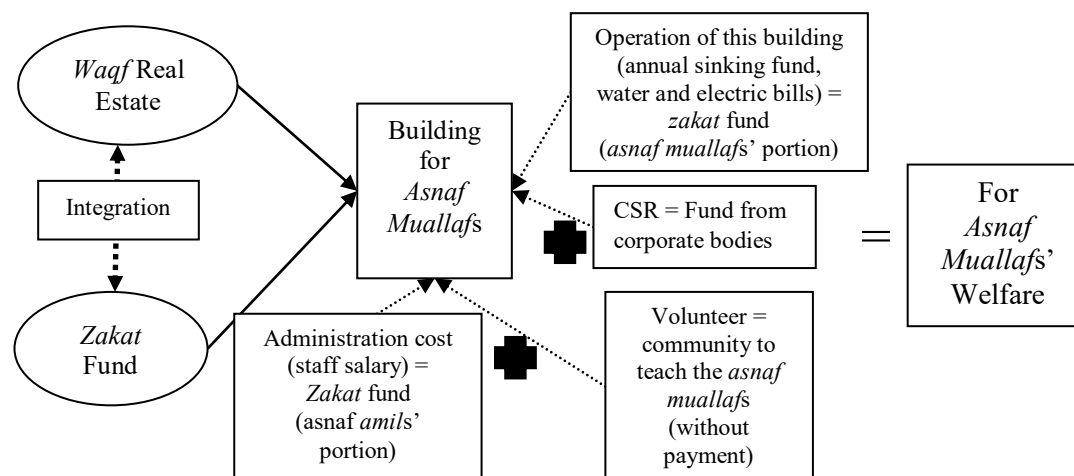 Waqf Real
Estate
Integration
Zakat
Fund
Building
for
Asnaf
Muallafs
Operation of this building
(annual sinking fund,
water and electric bills) =
zakat fund
(asnaf muallafs' portion)
CSR = Fund from
corporate bodies
Administration cost
(staff salary) =
Zakat fund
(asnaf amils'
portion)
Volunteer =
community to
teach the asnaf
muallafs
(without
payment)
=
For
Asnaf
Muallafs'
Welfare